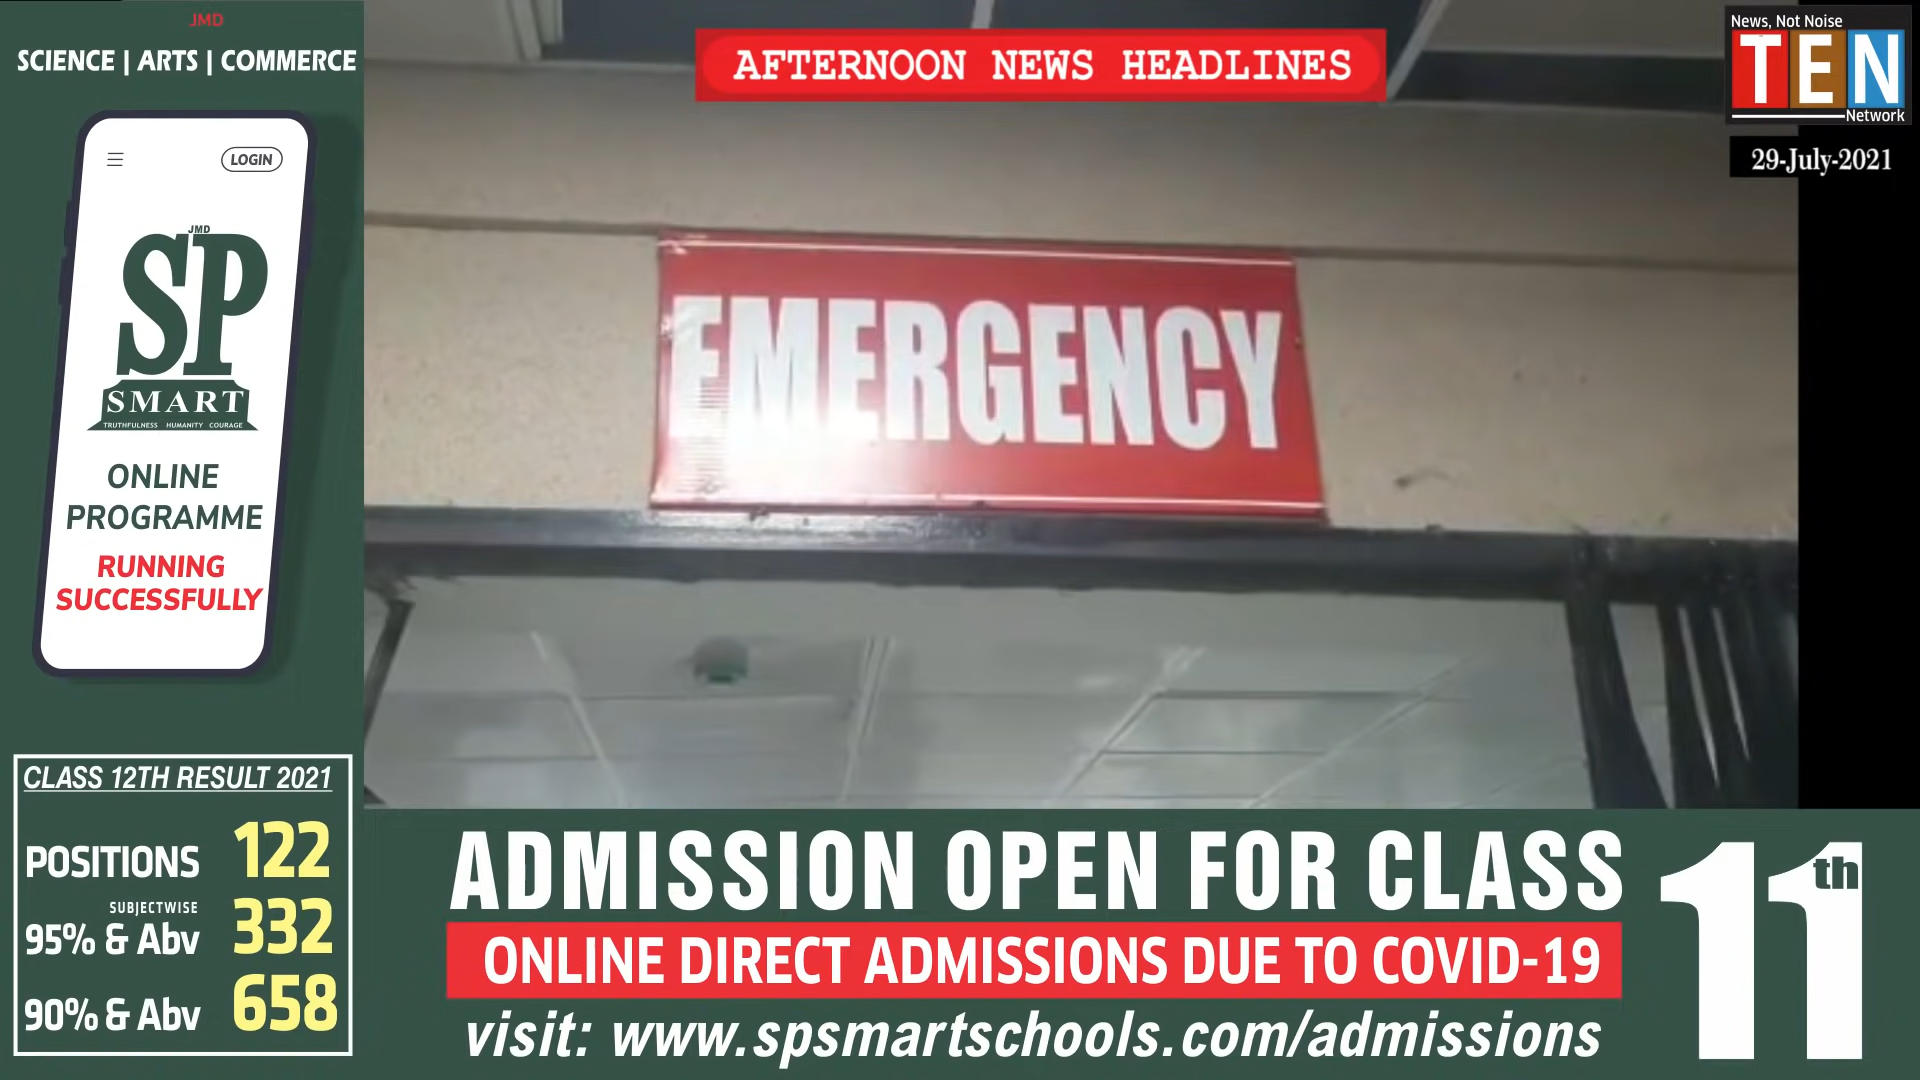 JMD
SCIENCE | ARTS | COMMERCE
LOGIN
JMD
SP
SMART
TRUTHFULNESS HUMANITY COURAGE
ONLINE
PROGRAMME
RUNNING
SUCCESSFULLY
CLASS 12TH RESULT 2021
POSITIONS 122
SUBJECTWISE
95% & Abv 332
90% & Abv 658
AFTERNOON NEWS HEADLINES
News, Not Noise
TEN
Network
29-July-2021
EMERGENCY
ADMISSION OPEN FOR CLASS 11th
ONLINE DIRECT ADMISSIONS DUE TO COVID-19
visit: www.spsmartschools.com/admissions